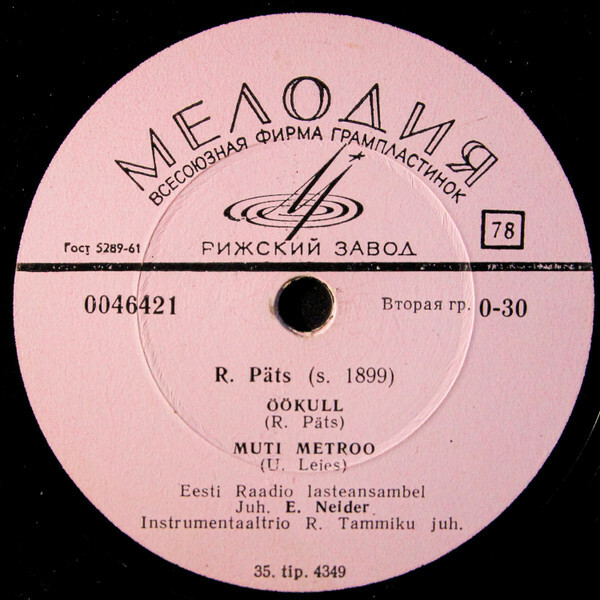 МЕЛОДИЯ
ВСЕСОЮЗНАЯ ФИРМА ГРАМПЛАСТИНОК
Гост 5289-61
РИЖСКИЙ ЗАВОД
78
0046421
Вторая гр. 0-30
R. Päts (s. 1899)
ÖÖKULL
(R. Päts)
MUTI METROO
(U. Leies)
Eesti Raadio lasteansambel
Juh. E. Neider
Instrumentaaltrio R. Tammiku juh.
35. tip. 4349